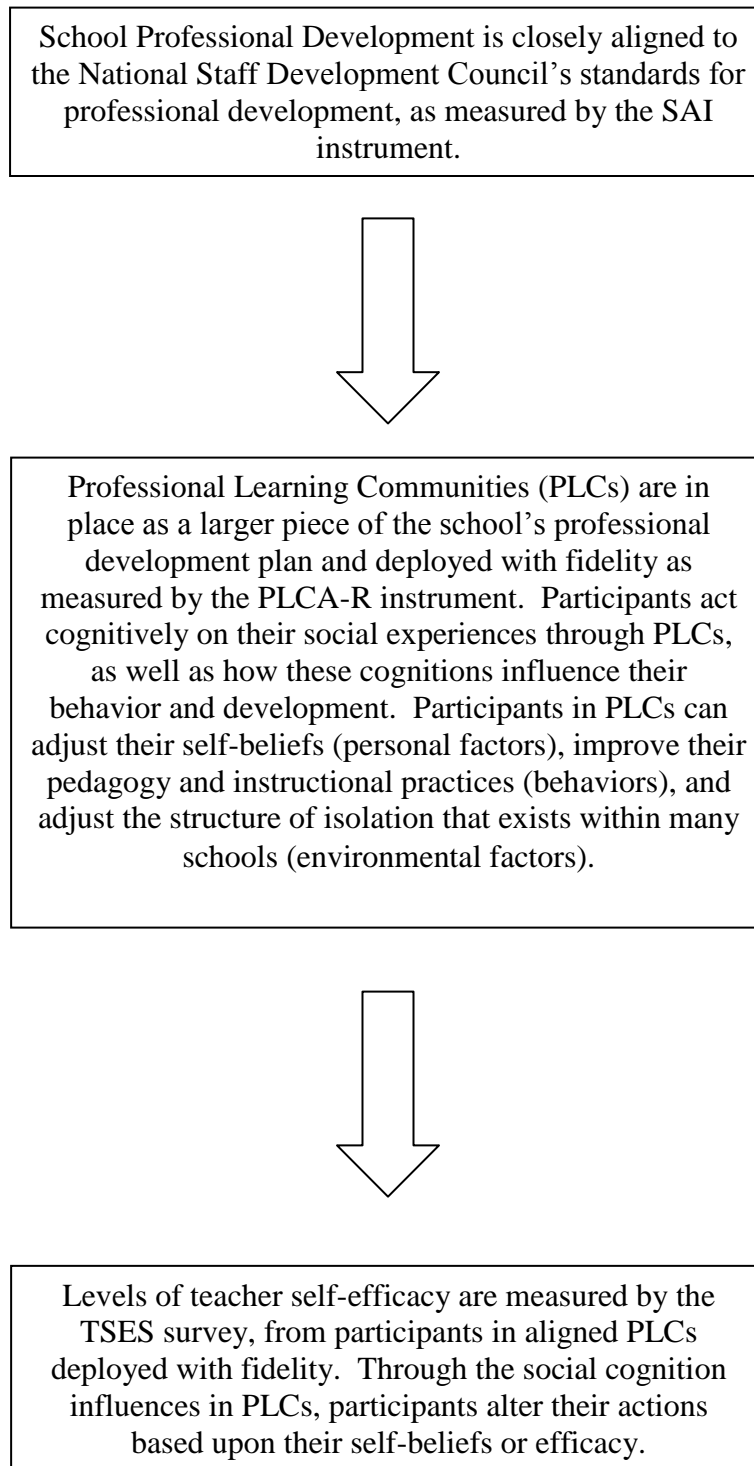 School Professional Development is closely aligned to
the National Staff Development Council’s standards for
professional development, as measured by the SAI
instrument.
Professional Learning Communities (PLCs) are in
place as a larger piece of the school’s professional
development plan and deployed with fidelity as
measured by the PLCA-R instrument.  Participants act
cognitively on their social experiences through PLCs,
as well as how these cognitions influence their
behavior and development.  Participants in PLCs can
adjust their self-beliefs (personal factors), improve their
pedagogy and instructional practices (behaviors), and
adjust the structure of isolation that exists within many
schools (environmental factors).
Levels of teacher self-efficacy are measured by the
TSES survey, from participants in aligned PLCs
deployed with fidelity.  Through the social cognition
influences in PLCs, participants alter their actions
based upon their self-beliefs or efficacy.